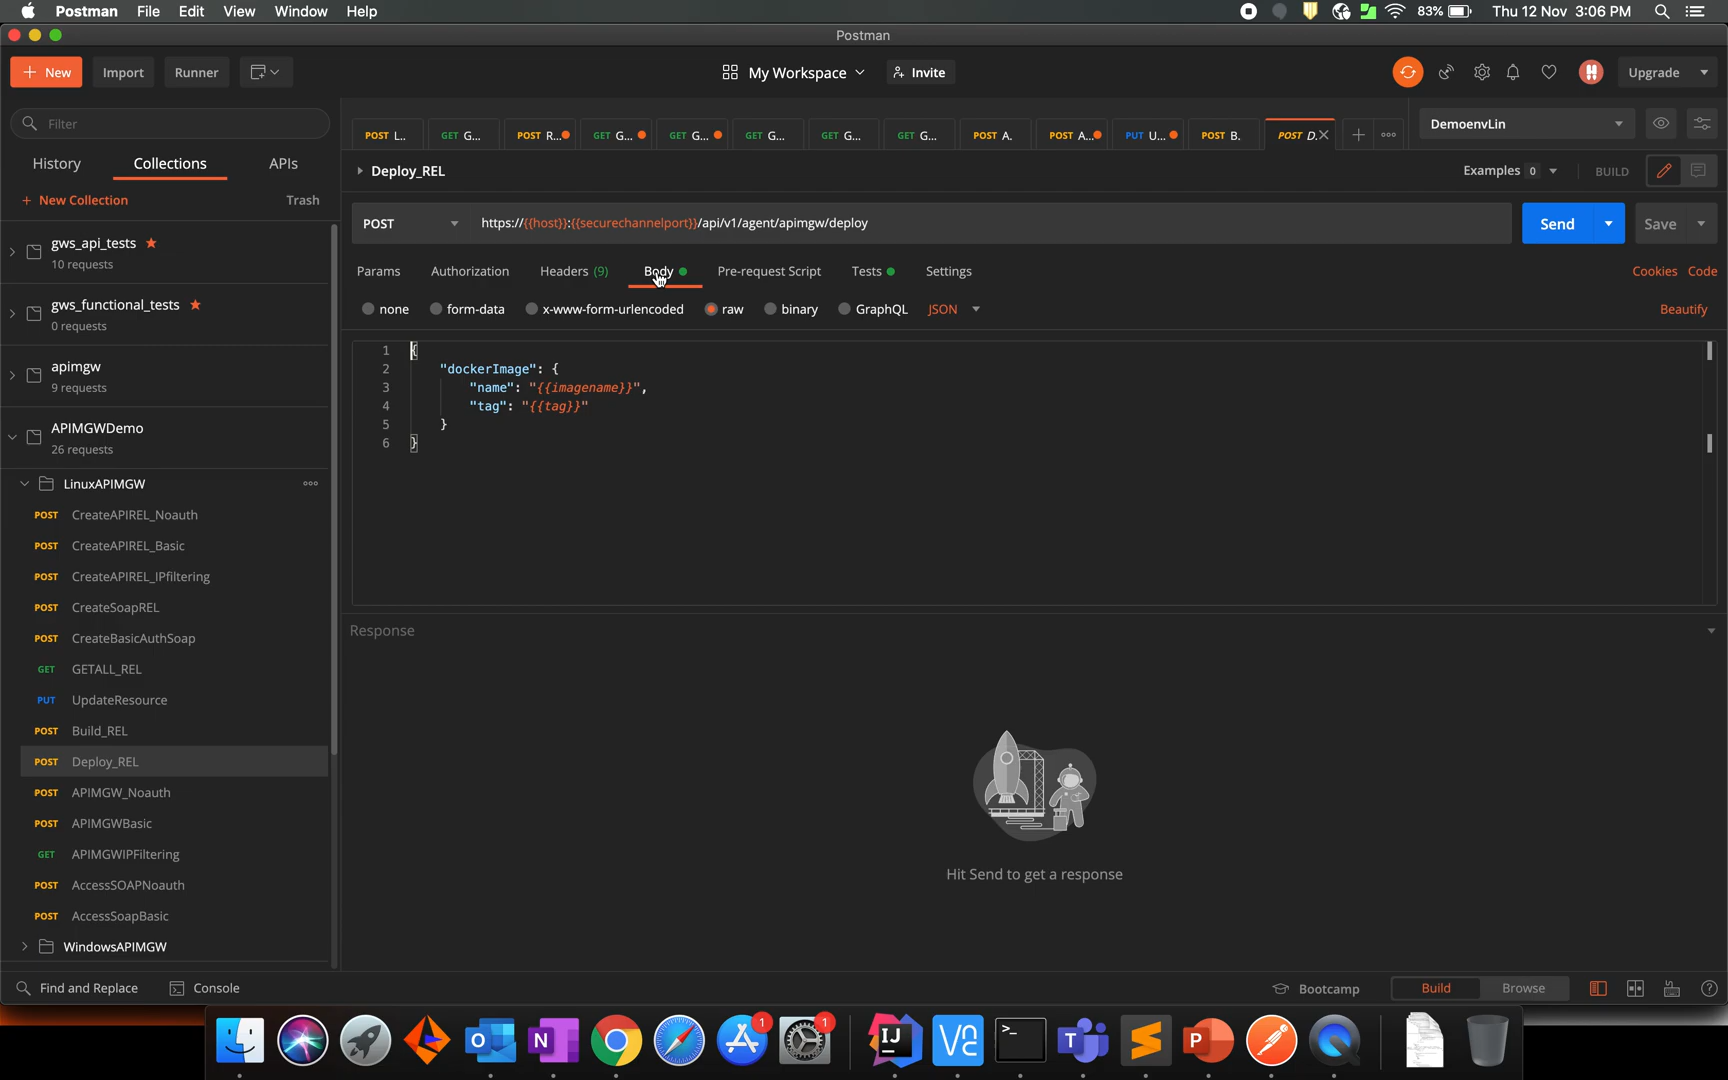 Postman File Edit View Window Help 83% Thu 12 Nov 3:06 PM
Postman
+ New Import Runner My Workspace Invite Upgrade
Filter
History Collections APIs
+ New Collection Trash
gws_api_tests
10 requests
gws_functional_tests
0 requests
apimgw
9 requests
APIMGWDemo
26 requests
LinuxAPIMGW
POST CreateAPIREL_Noauth
POST CreateAPIREL_Basic
POST CreateAPIREL_IPfiltering
POST CreateSoapREL
POST CreateBasicAuthSoap
GET GETALL_REL
PUT UpdateResource
POST Build_REL
POST Deploy_REL
POST APIMGW_Noauth
POST APIMGWBasic
GET APIMGWIPFiltering
POST AccessSOAPNoauth
POST AccessSoapBasic
WindowsAPIMGW
POST L... GET G... POST R... GET G... GET G... GET G... GET G... GET G... POST A. POST A... PUT U... POST B. POST D. DemoenvLin
Deploy_REL Examples 0 BUILD
POST https://{{host}}:{{securechannelport}}/api/v1/agent/apimgw/deploy Send Save
Params Authorization Headers (9) Body Pre-request Script Tests Settings Cookies Code
none form-data x-www-form-urlencoded raw binary GraphQL JSON Beautify
1 {
2 "dockerImage": {
3 "name": "{{imagename}}",
4 "tag": "{{tag}}"
5 }
6 }
Response
Hit Send to get a response
Find and Replace Console Bootcamp Build Browse
1 1